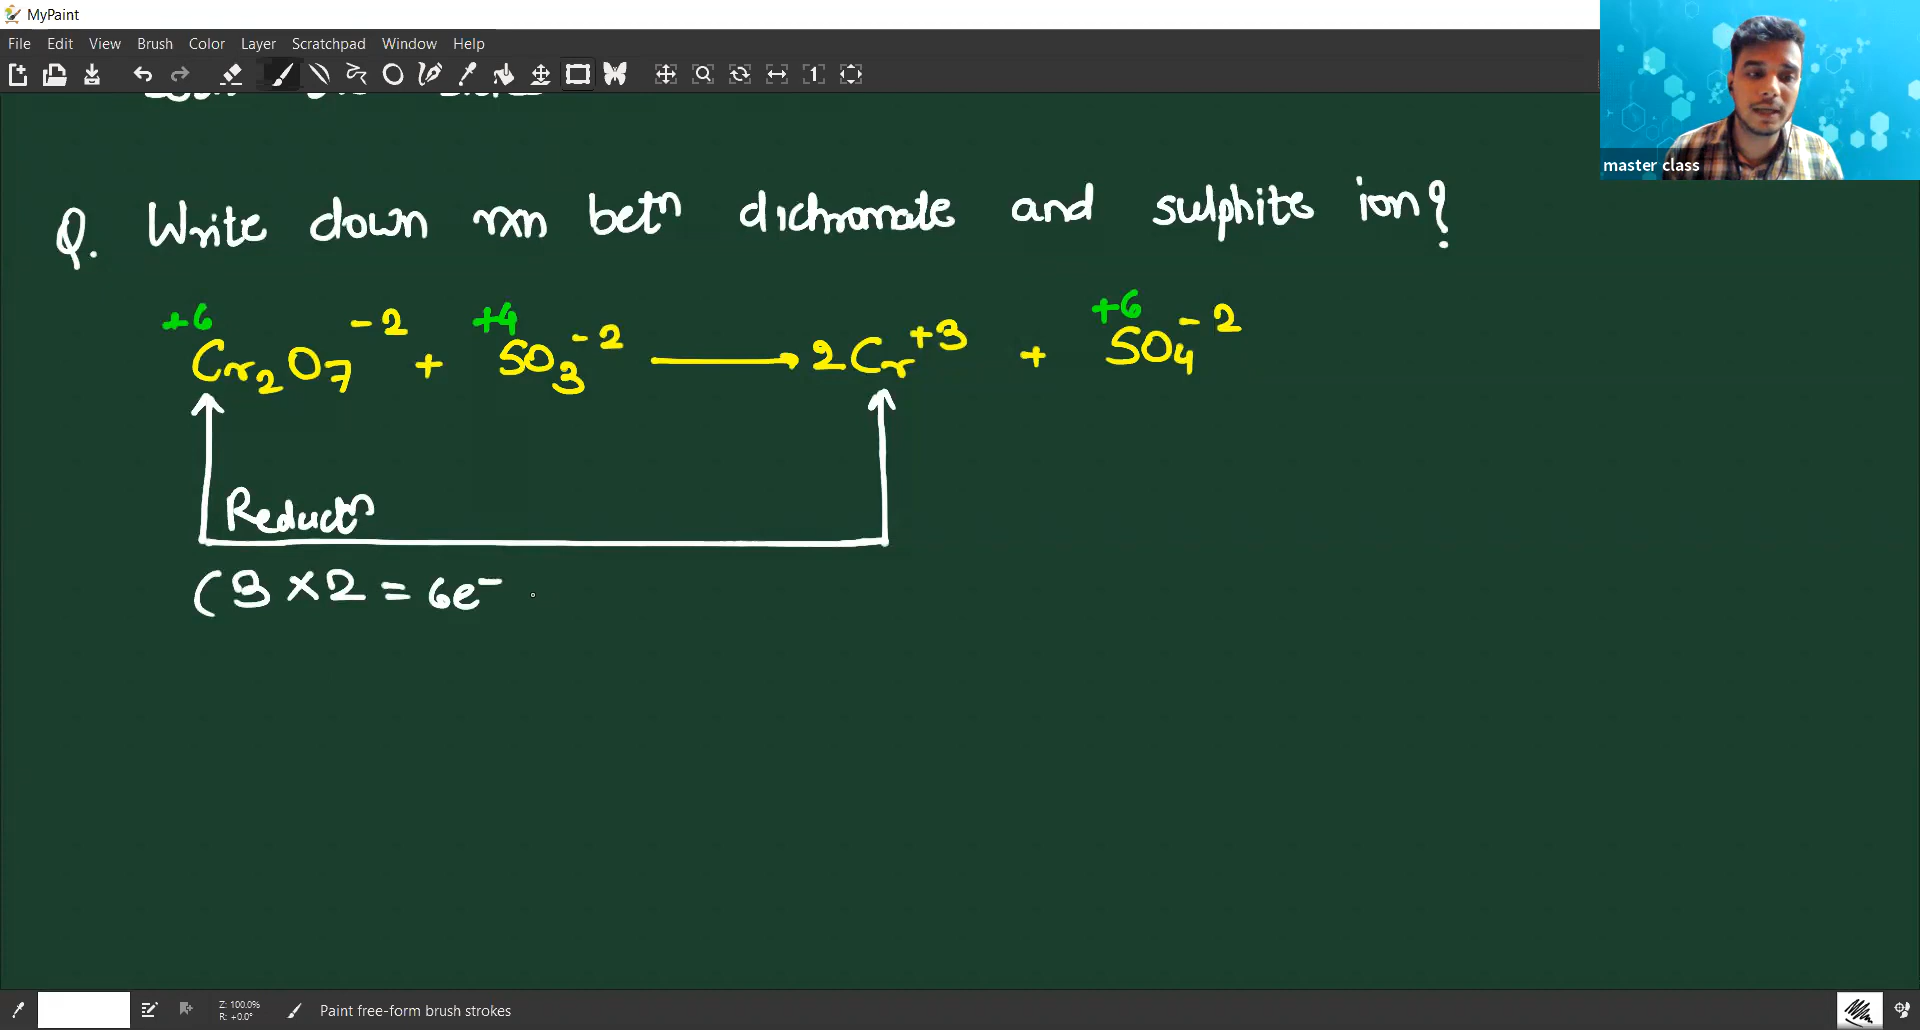 MyPaint
File Edit View Brush Color Layer Scratchpad Window Help
master class
Q. Write down rxn betⁿ dichromate and sulphite ion?
+6 +4 +6
Cr₂O₇⁻² + SO₃⁻² ⟶ 2Cr⁺³ + SO₄⁻²
Reductⁿ
(3 × 2 = 6e⁻
Z: 100.0%
R: +0.0°
Paint free-form brush strokes